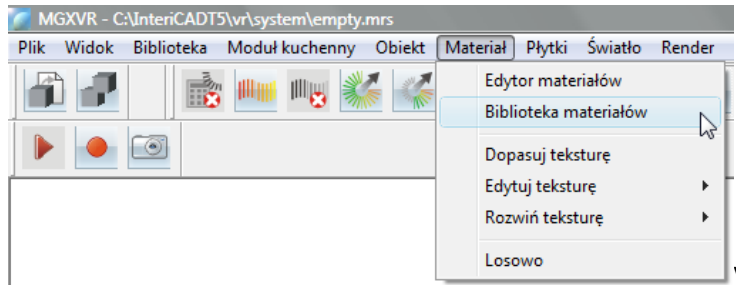 MGXVR - C:\InteriCADT5\vr\system\empty.mrs
Plik Widok Biblioteka Moduł kuchenny Obiekt Materiał Płytki Światło Render
Edytor materiałów
Biblioteka materiałów
Dopasuj teksturę
Edytuj teksturę
Rozwiń teksturę
Losowo